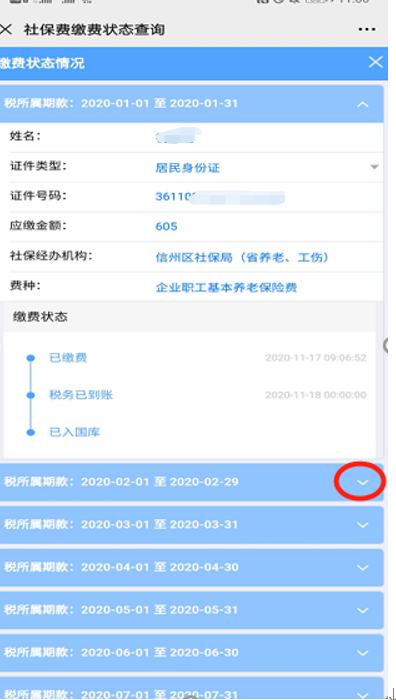 社保费缴费状态查询
缴费状态情况
税所属期款：2020-01-01 至 2020-01-31
姓名：
证件类型： 居民身份证
证件号码： 36110
应缴金额： 605
社保经办机构： 信州区社保局（省养老、工伤）
费种： 企业职工基本养老保险费
缴费状态
已缴费 2020-11-17 09:06:52
税务已到账 2020-11-18 00:00:00
已入国库
税所属期款：2020-02-01 至 2020-02-29
税所属期款：2020-03-01 至 2020-03-31
税所属期款：2020-04-01 至 2020-04-30
税所属期款：2020-05-01 至 2020-05-31
税所属期款：2020-06-01 至 2020-06-30
税所属期款：2020-07-01 至 2020-07-31